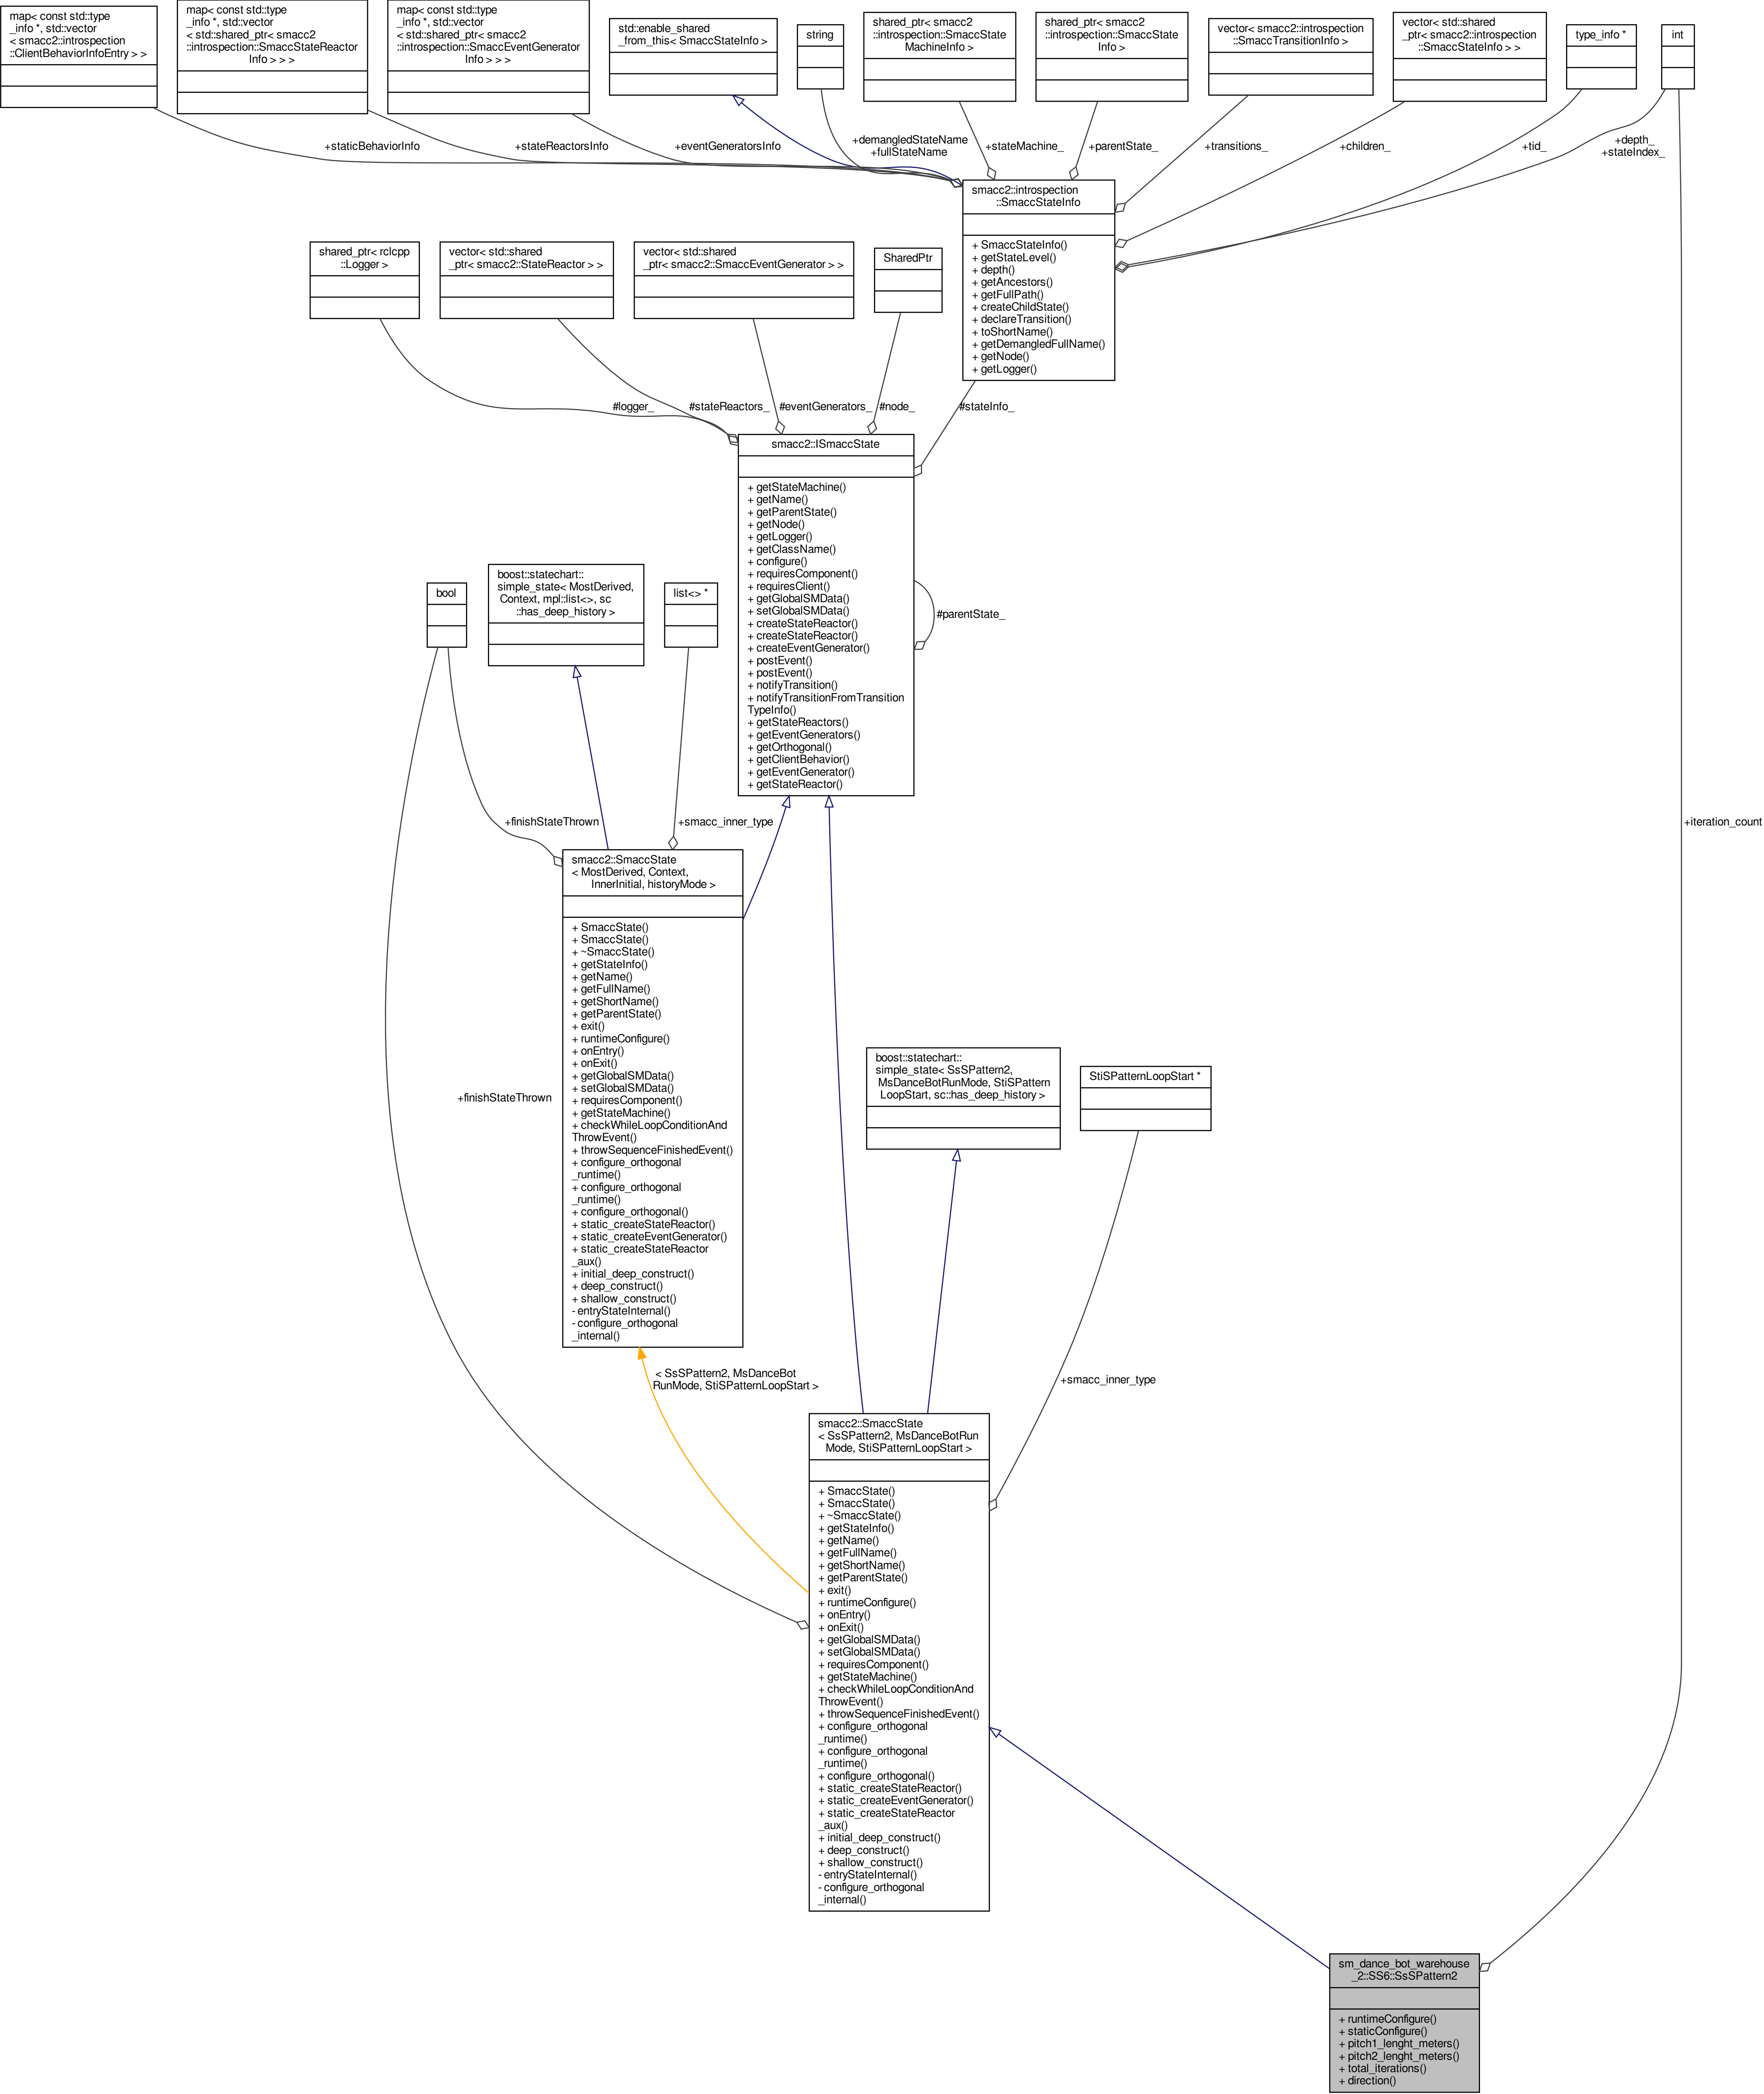 map< const std::type
_info *, std::vector
< smacc2::introspection
::ClientBehaviorInfoEntry > >
map< const std::type
_info *, std::vector
< std::shared_ptr< smacc2
::introspection::SmaccStateReactor
Info > > >
map< const std::type
_info *, std::vector
< std::shared_ptr< smacc2
::introspection::SmaccEventGenerator
Info > > >
std::enable_shared
_from_this< SmaccStateInfo >
string
shared_ptr< smacc2
::introspection::SmaccState
MachineInfo >
shared_ptr< smacc2
::introspection::SmaccState
Info >
vector< smacc2::introspection
::SmaccTransitionInfo >
vector< std::shared
_ptr< smacc2::introspection
::SmaccStateInfo > >
type_info *
int
+staticBehaviorInfo
+stateReactorsInfo
+eventGeneratorsInfo
+demangledStateName
+fullStateName
+stateMachine_
+parentState_
+transitions_
+children_
+tid_
+depth_
+stateIndex_
smacc2::introspection
::SmaccStateInfo
+ SmaccStateInfo()
+ getStateLevel()
+ depth()
+ getAncestors()
+ getFullPath()
+ createChildState()
+ declareTransition()
+ toShortName()
+ getDemangledFullName()
+ getNode()
+ getLogger()
shared_ptr< rclcpp
::Logger >
vector< std::shared
_ptr< smacc2::StateReactor > >
vector< std::shared
_ptr< smacc2::SmaccEventGenerator > >
SharedPtr
#logger_
#stateReactors_
#eventGenerators_
#node_
#stateInfo_
smacc2::ISmaccState
+ getStateMachine()
+ getName()
+ getParentState()
+ getNode()
+ getLogger()
+ getClassName()
+ configure()
+ requiresComponent()
+ requiresClient()
+ getGlobalSMData()
+ setGlobalSMData()
+ createStateReactor()
+ createStateReactor()
+ createEventGenerator()
+ postEvent()
+ postEvent()
+ notifyTransition()
+ notifyTransitionFromTransition
TypeInfo()
+ getStateReactors()
+ getEventGenerators()
+ getOrthogonal()
+ getClientBehavior()
+ getEventGenerator()
+ getStateReactor()
#parentState_
bool
boost::statechart::
simple_state< MostDerived,
Context, mpl::list<>, sc
::has_deep_history >
list<> *
+finishStateThrown
+smacc_inner_type
+iteration_count
smacc2::SmaccState
< MostDerived, Context,
InnerInitial, historyMode >
+ SmaccState()
+ SmaccState()
+ ~SmaccState()
+ getStateInfo()
+ getName()
+ getFullName()
+ getShortName()
+ getParentState()
+ exit()
+ runtimeConfigure()
+ onEntry()
+ onExit()
+ getGlobalSMData()
+ setGlobalSMData()
+ requiresComponent()
+ getStateMachine()
+ checkWhileLoopConditionAnd
ThrowEvent()
+ throwSequenceFinishedEvent()
+ configure_orthogonal
_runtime()
+ configure_orthogonal
_runtime()
+ configure_orthogonal()
+ static_createStateReactor()
+ static_createEventGenerator()
+ static_createStateReactor
_aux()
+ initial_deep_construct()
+ deep_construct()
+ shallow_construct()
- entryStateInternal()
- configure_orthogonal
_internal()
+finishStateThrown
boost::statechart::
simple_state< SsSPattern2,
MsDanceBotRunMode, StiSPattern
LoopStart, sc::has_deep_history >
StiSPatternLoopStart *
< SsSPattern2, MsDanceBot
RunMode, StiSPatternLoopStart >
+smacc_inner_type
smacc2::SmaccState
< SsSPattern2, MsDanceBotRun
Mode, StiSPatternLoopStart >
+ SmaccState()
+ SmaccState()
+ ~SmaccState()
+ getStateInfo()
+ getName()
+ getFullName()
+ getShortName()
+ getParentState()
+ exit()
+ runtimeConfigure()
+ onEntry()
+ onExit()
+ getGlobalSMData()
+ setGlobalSMData()
+ requiresComponent()
+ getStateMachine()
+ checkWhileLoopConditionAnd
ThrowEvent()
+ throwSequenceFinishedEvent()
+ configure_orthogonal
_runtime()
+ configure_orthogonal
_runtime()
+ configure_orthogonal()
+ static_createStateReactor()
+ static_createEventGenerator()
+ static_createStateReactor
_aux()
+ initial_deep_construct()
+ deep_construct()
+ shallow_construct()
- entryStateInternal()
- configure_orthogonal
_internal()
sm_dance_bot_warehouse
_2::SS6::SsSPattern2
+ runtimeConfigure()
+ staticConfigure()
+ pitch1_lenght_meters()
+ pitch2_lenght_meters()
+ total_iterations()
+ direction()